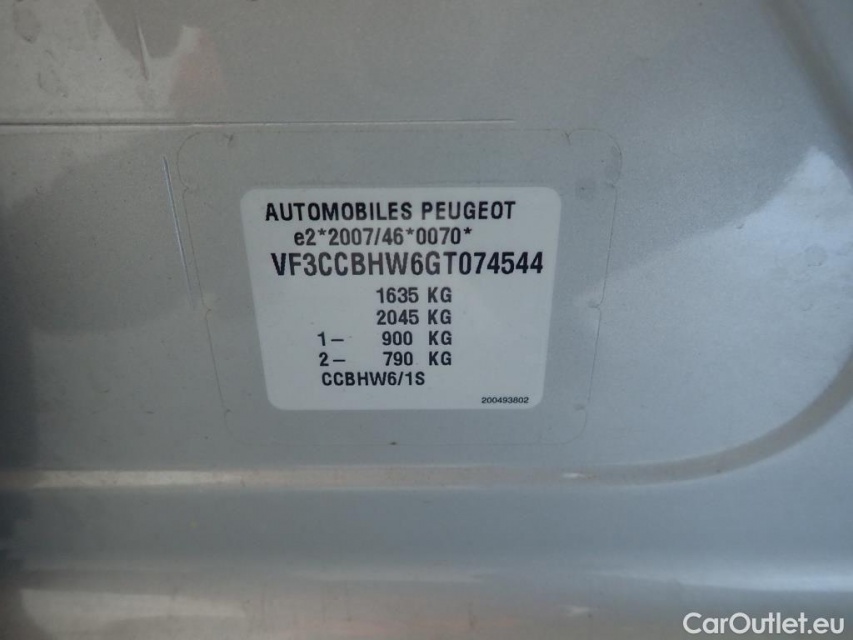 AUTOMOBILES PEUGEOT
e2*2007/46*0070*
VF3CCBHW6GT074544
1635 KG
2045 KG
1– 900 KG
2– 790 KG
CCBHW6/1S
200493802
CarOutlet.eu